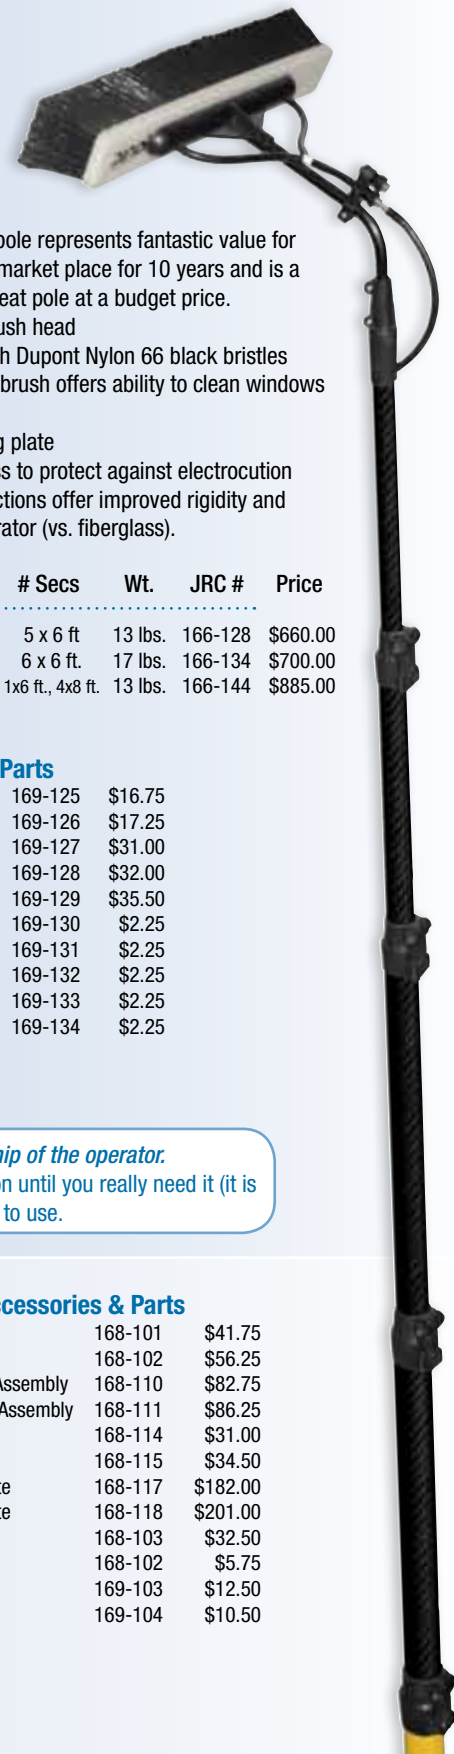 pole represents fantastic value for
market place for 10 years and is a
eat pole at a budget price.
ush head
h Dupont Nylon 66 black bristles
brush offers ability to clean windows
g plate
ss to protect against electrocution
ctions offer improved rigidity and
rator (vs. fiberglass).
# Secs Wt. JRC # Price
5 x 6 ft 13 lbs. 166-128 $660.00
6 x 6 ft. 17 lbs. 166-134 $700.00
1x6 ft., 4x8 ft. 13 lbs. 166-144 $885.00
Parts
169-125 $16.75
169-126 $17.25
169-127 $31.00
169-128 $32.00
169-129 $35.50
169-130 $2.25
169-131 $2.25
169-132 $2.25
169-133 $2.25
169-134 $2.25
hip of the operator.
on until you really need it (it is
to use.
ccessories & Parts
168-101 $41.75
168-102 $56.25
Assembly 168-110 $82.75
Assembly 168-111 $86.25
168-114 $31.00
168-115 $34.50
te 168-117 $182.00
te 168-118 $201.00
168-103 $32.50
168-102 $5.75
169-103 $12.50
169-104 $10.50